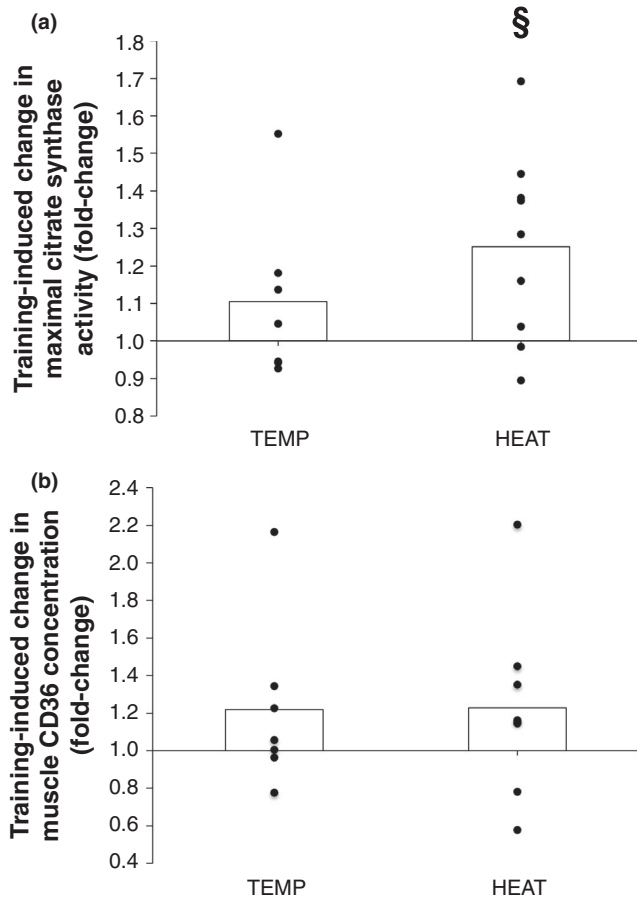 (a)
§
Training-induced change in
maximal citrate synthase
activity (fold-change)
1.8
1.7
1.6
1.5
1.4
1.3
1.2
1.1
1.0
0.9
0.8
TEMP HEAT
(b)
Training-induced change in
muscle CD36 concentration
(fold-change)
2.4
2.2
2.0
1.8
1.6
1.4
1.2
1.0
0.8
0.6
0.4
TEMP HEAT